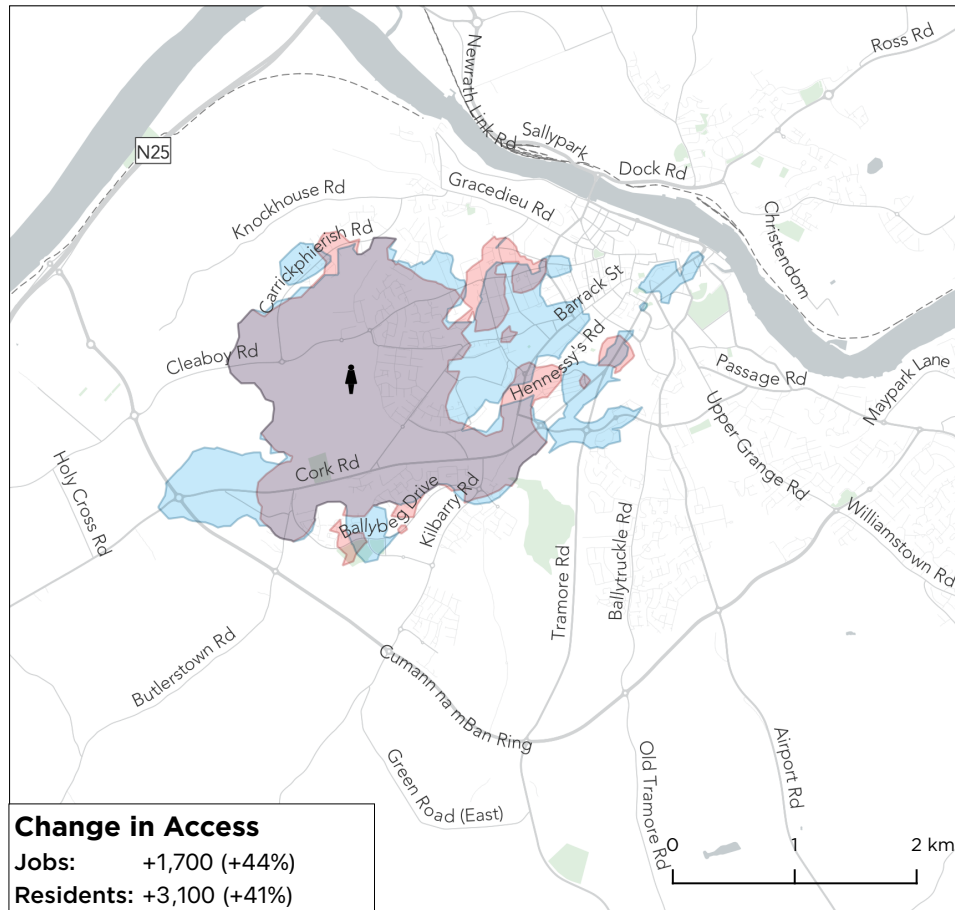 Ross Rd
Newrath Link Rd
Sallypark
N25
Dock Rd
Gracedieu Rd
Knockhouse Rd
Christendom
Carrickphierish Rd
Barrack St
Hennessy's Rd
Cleaboy Rd
Passage Rd
Maypark Lane
Upper Grange Rd
Cork Rd
Holy Cross Rd
Ballybeg Drive
Kilbarry Rd
Williamstown Rd
Tramore Rd
Ballytruckle Rd
Butlerstown Rd
Cumann na mBan Ring
Green Road (East)
Old Tramore Rd
Airport Rd
0 1 2 km
Change in Access
Jobs: +1,700 (+44%)
Residents: +3,100 (+41%)